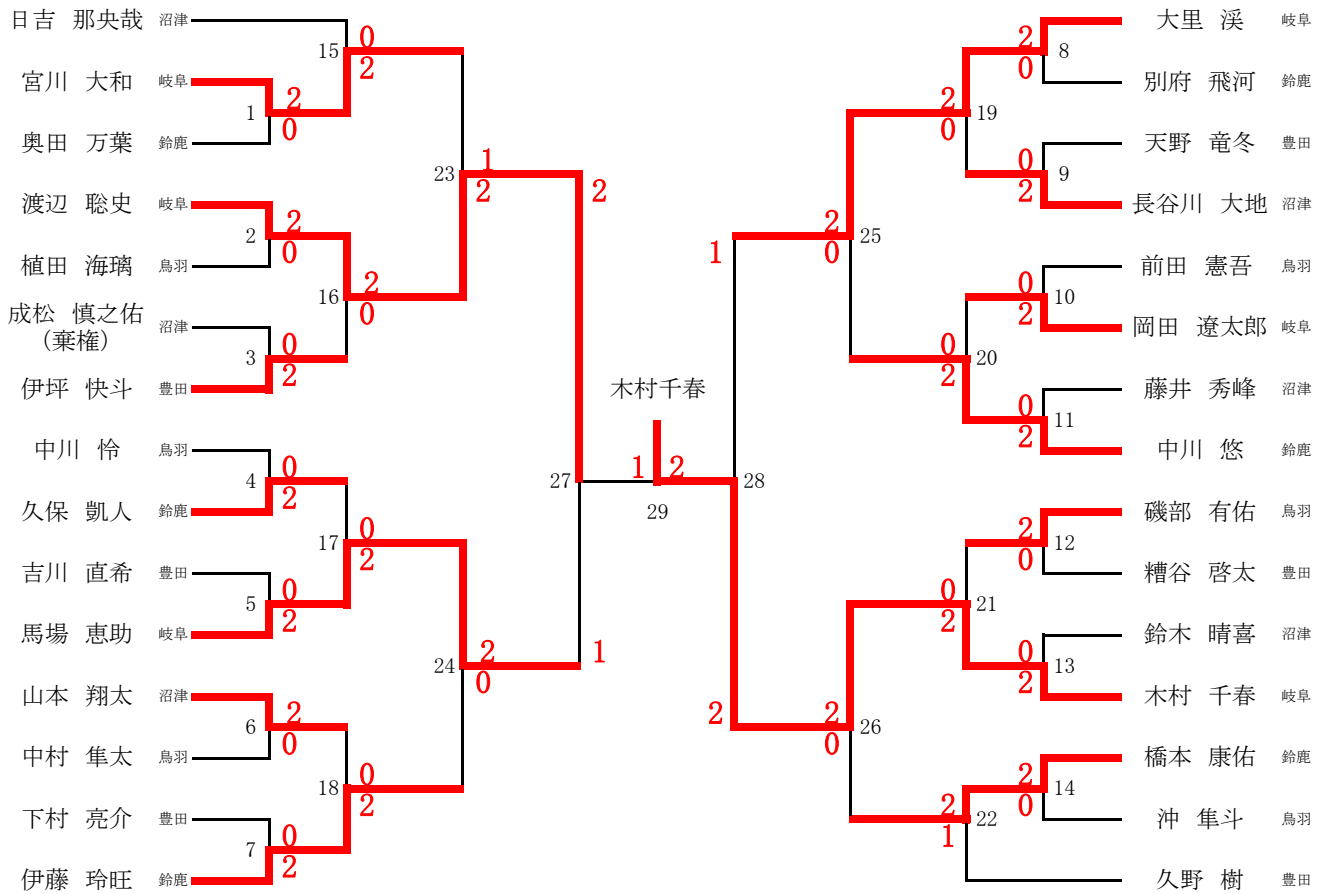 日吉 那央哉 沼津
宮川 大和 岐阜
奥田 万葉 鈴鹿
渡辺 聡史 岐阜
植田 海璃 鳥羽
成松 慎之佑 沼津
(棄権)
伊坪 快斗 豊田
中川 怜 鳥羽
久保 凱人 鈴鹿
吉川 直希 豊田
馬場 恵助 岐阜
山本 翔太 沼津
中村 隼太 鳥羽
下村 亮介 豊田
伊藤 玲旺 鈴鹿
1 2 0
2 2 0
3 0 2
4 0 2
5 0 2
6 2 0
7 0 2
15 0 2
16 2 0
17 0 2
18 0 2
23 1 2
24 2 0
27 2 1
木村千春
1 2
29
28 1 2
25 2 0
26 2 0
19 2 0
20 0 2
21 0 2
22 2 1
2 0 8
0 2 9
0 2 10
0 2 11
2 0 12
0 2 13
2 0 14
大里 渓 岐阜
別府 飛河 鈴鹿
天野 竜冬 豊田
長谷川 大地 沼津
前田 憲吾 鳥羽
岡田 遼太郎 岐阜
藤井 秀峰 沼津
中川 悠 鈴鹿
磯部 有佑 鳥羽
糟谷 啓太 豊田
鈴木 晴喜 沼津
木村 千春 岐阜
橋本 康佑 鈴鹿
沖 隼斗 鳥羽
久野 樹 豊田